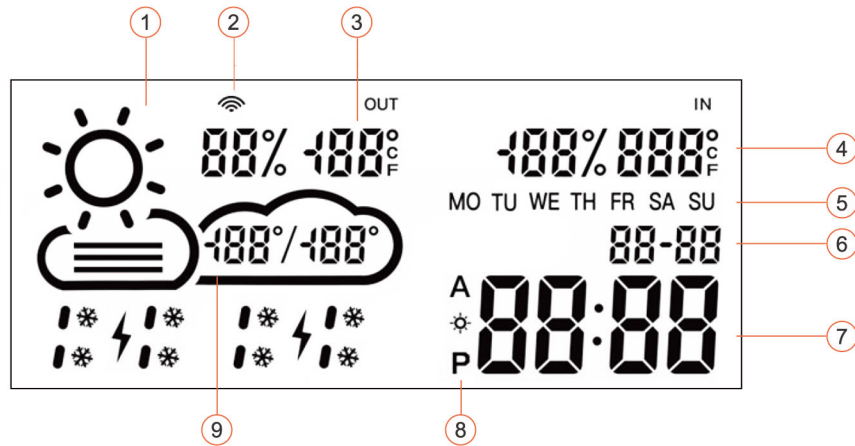 1 2 3
OUT IN
88% -188°C F -188% 888°C F 4
MO TU WE TH FR SA SU 5
-188°/-188° 88-88 6
A
88:88 7
P
9 8